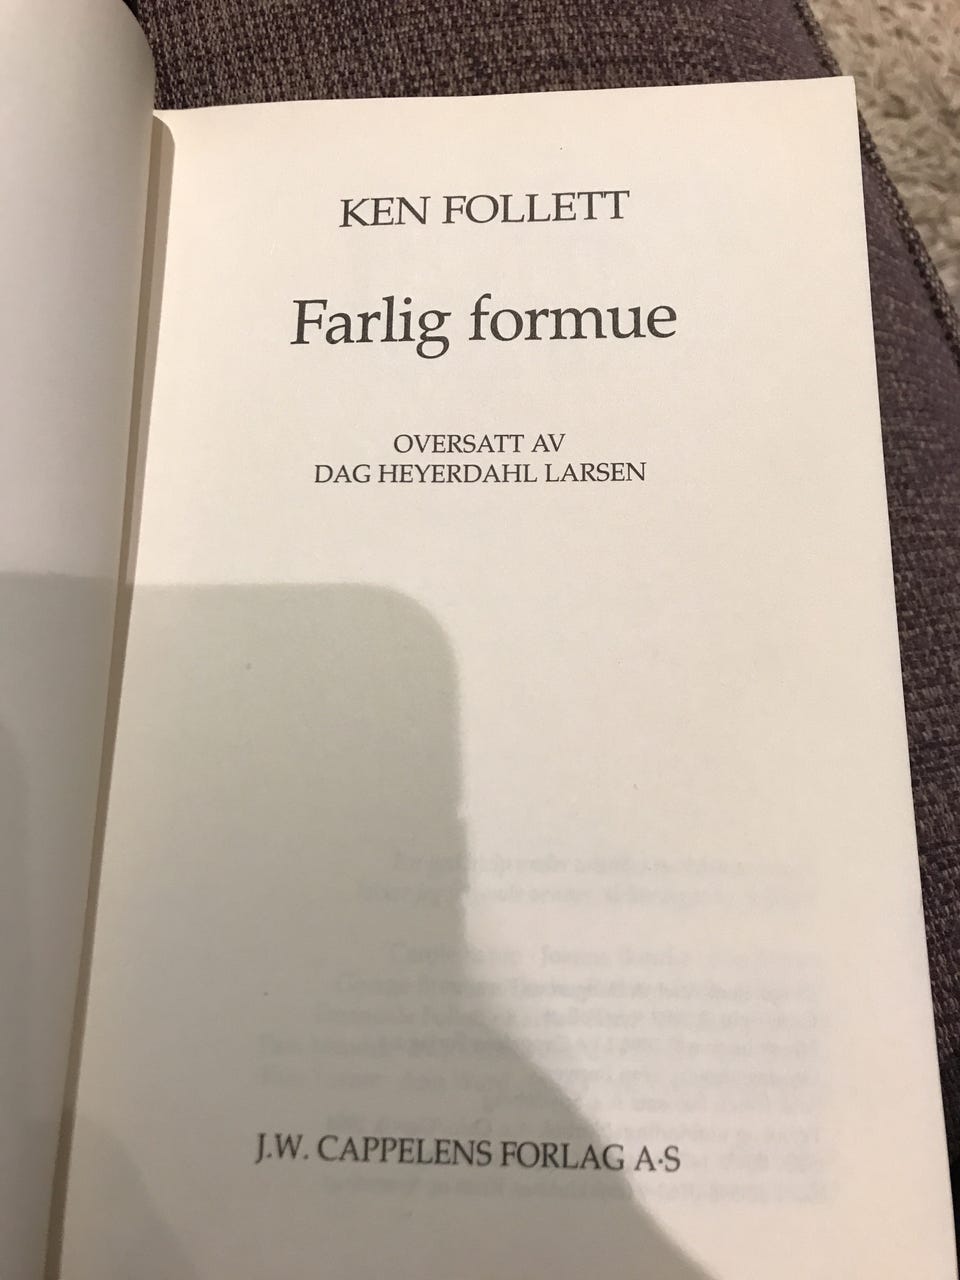 KEN FOLLETT
Farlig formue
OVERSATT AV
DAG HEYERDAHL LARSEN
J.W. CAPPELENS FORLAG A·S